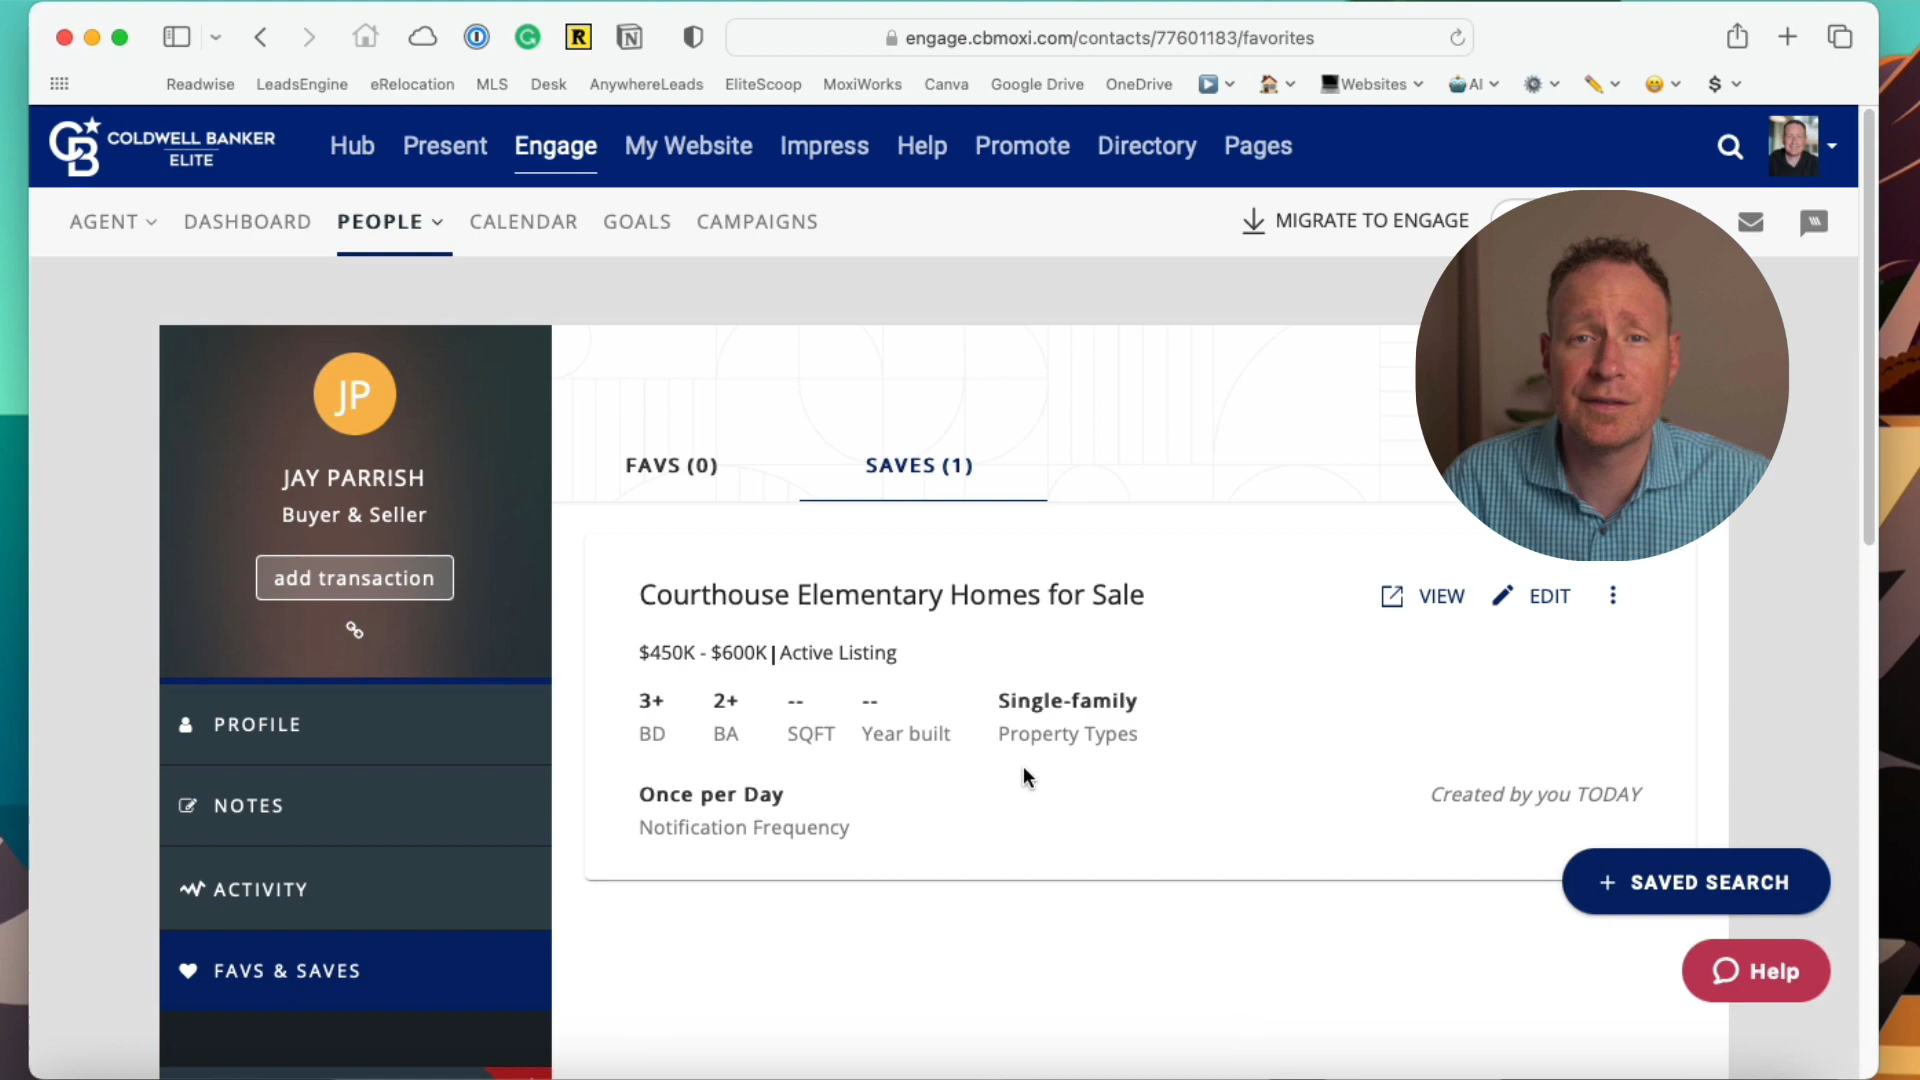 engage.cbmoxi.com/contacts/77601183/favorites
Readwise LeadsEngine eRelocation MLS Desk AnywhereLeads EliteScoop MoxiWorks Canva Google Drive OneDrive Websites AI $
COLDWELL BANKER
ELITE
Hub Present Engage My Website Impress Help Promote Directory Pages
AGENT DASHBOARD PEOPLE CALENDAR GOALS CAMPAIGNS MIGRATE TO ENGAGE
JP
JAY PARRISH
Buyer & Seller
add transaction
PROFILE
NOTES
ACTIVITY
FAVS & SAVES
FAVS (0) SAVES (1)
Courthouse Elementary Homes for Sale VIEW EDIT
$450K - $600K | Active Listing
3+ 2+ -- -- Single-family
BD BA SQFT Year built Property Types
Once per Day Created by you TODAY
Notification Frequency
+ SAVED SEARCH
Help